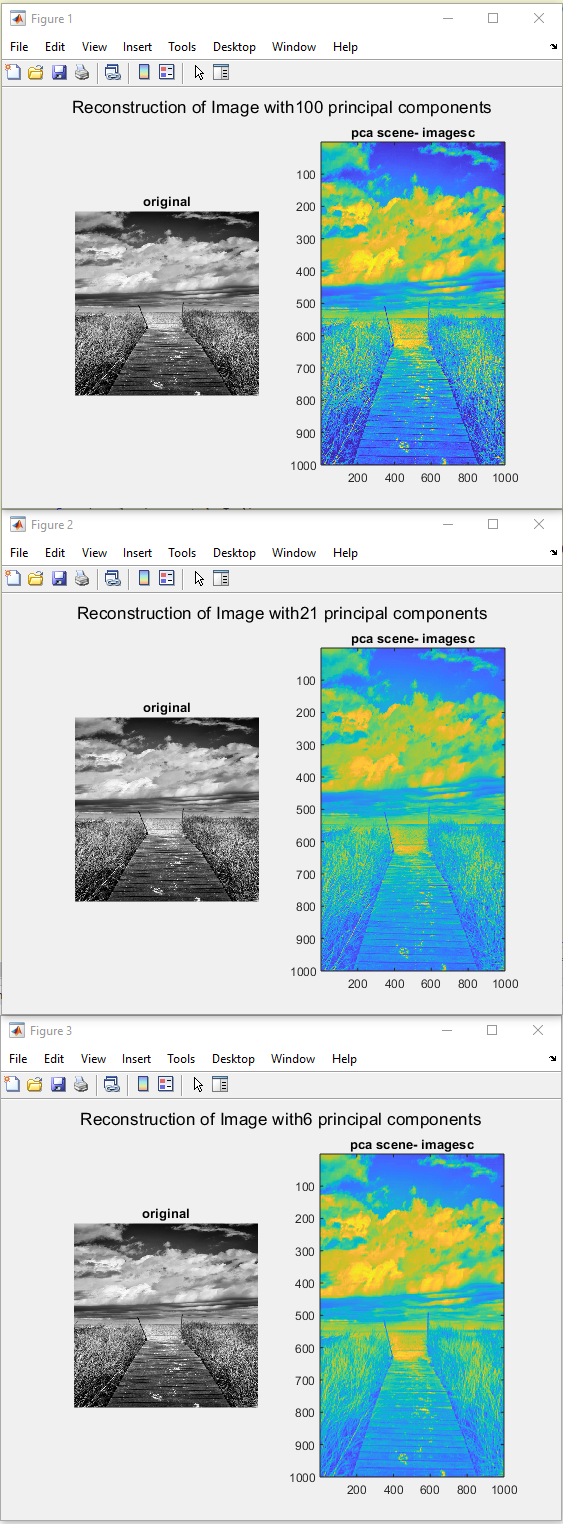 Figure 1
File Edit View Insert Tools Desktop Window Help
Reconstruction of Image with100 principal components
original
pca scene- imagesc
100
200
300
400
500
600
700
800
900
1000
200 400 600 800 1000
Figure 2
File Edit View Insert Tools Desktop Window Help
Reconstruction of Image with21 principal components
original
pca scene- imagesc
100
200
300
400
500
600
700
800
900
1000
200 400 600 800 1000
Figure 3
File Edit View Insert Tools Desktop Window Help
Reconstruction of Image with6 principal components
original
pca scene- imagesc
100
200
300
400
500
600
700
800
900
1000
200 400 600 800 1000